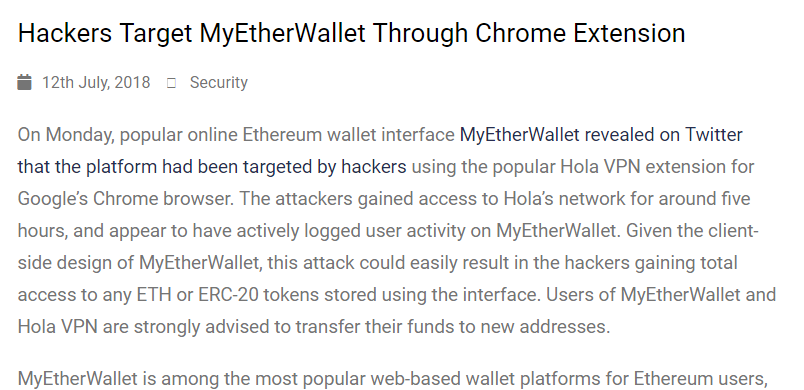 Hackers Target MyEtherWallet Through Chrome Extension
12th July, 2018 Security
On Monday, popular online Ethereum wallet interface MyEtherWallet revealed on Twitter
that the platform had been targeted by hackers using the popular Hola VPN extension for
Google’s Chrome browser. The attackers gained access to Hola’s network for around five
hours, and appear to have actively logged user activity on MyEtherWallet. Given the client-
side design of MyEtherWallet, this attack could easily result in the hackers gaining total
access to any ETH or ERC-20 tokens stored using the interface. Users of MyEtherWallet and
Hola VPN are strongly advised to transfer their funds to new addresses.
MyEtherWallet is among the most popular web-based wallet platforms for Ethereum users,